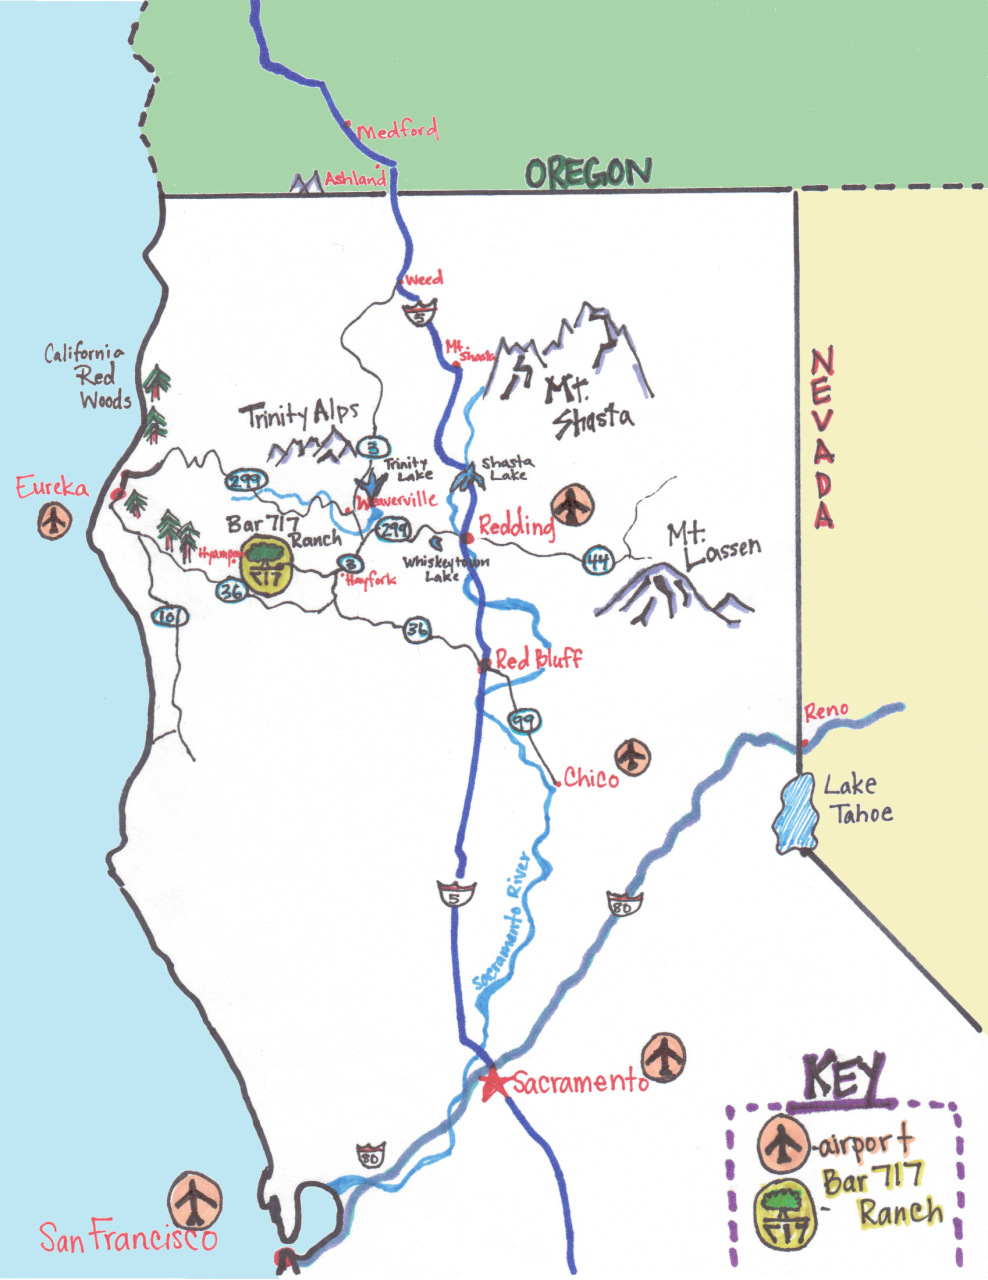 Medford
OREGON
Ashland
Weed
5
NEVADA
California
Red
Woods
Mt.
Shasta
Mt.
Shasta
Trinity Alps
3
Trinity
Lake
Shasta
Lake
299
Eureka
Weaverville
Bar 717
Ranch
299
Redding
Mt.
Lassen
Hyampom
717
3
Hayfork
Whiskeytown
Lake
44
36
101
36
Red Bluff
99
Reno
Chico
Lake
Tahoe
5
80
Sacramento River
Sacramento
KEY
80
-airport
Bar 717
- Ranch
717
San Francisco